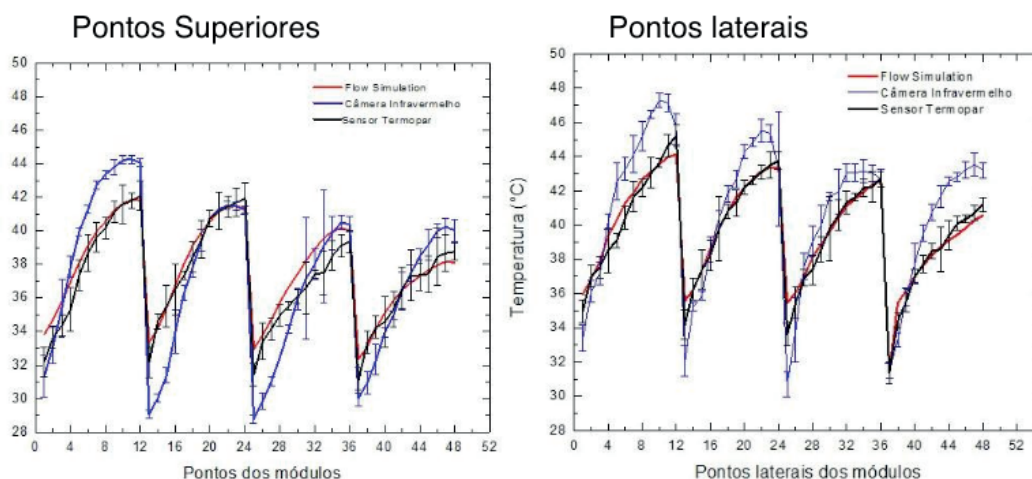 Pontos Superiores
50
48
46
44
42
40
38
36
34
32
30
28
Flow Simulation
Câmera Infravermelho
Sensor Termopar
0 4 8 12 16 20 24 28 32 36 40 44 48 52
Pontos dos módulos
Pontos laterais
Temperatura (°C)
50
48
46
44
42
40
38
36
34
32
30
28
Flow Simulation
Câmera Infravermelho
Sensor Termopar
0 4 8 12 16 20 24 28 32 36 40 44 48 52
Pontos laterais dos módulos